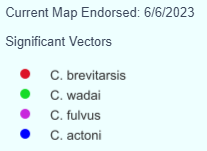 Current Map Endorsed: 6/6/2023
Significant Vectors
C. brevitarsis
C. wadai
C. fulvus
C. actoni